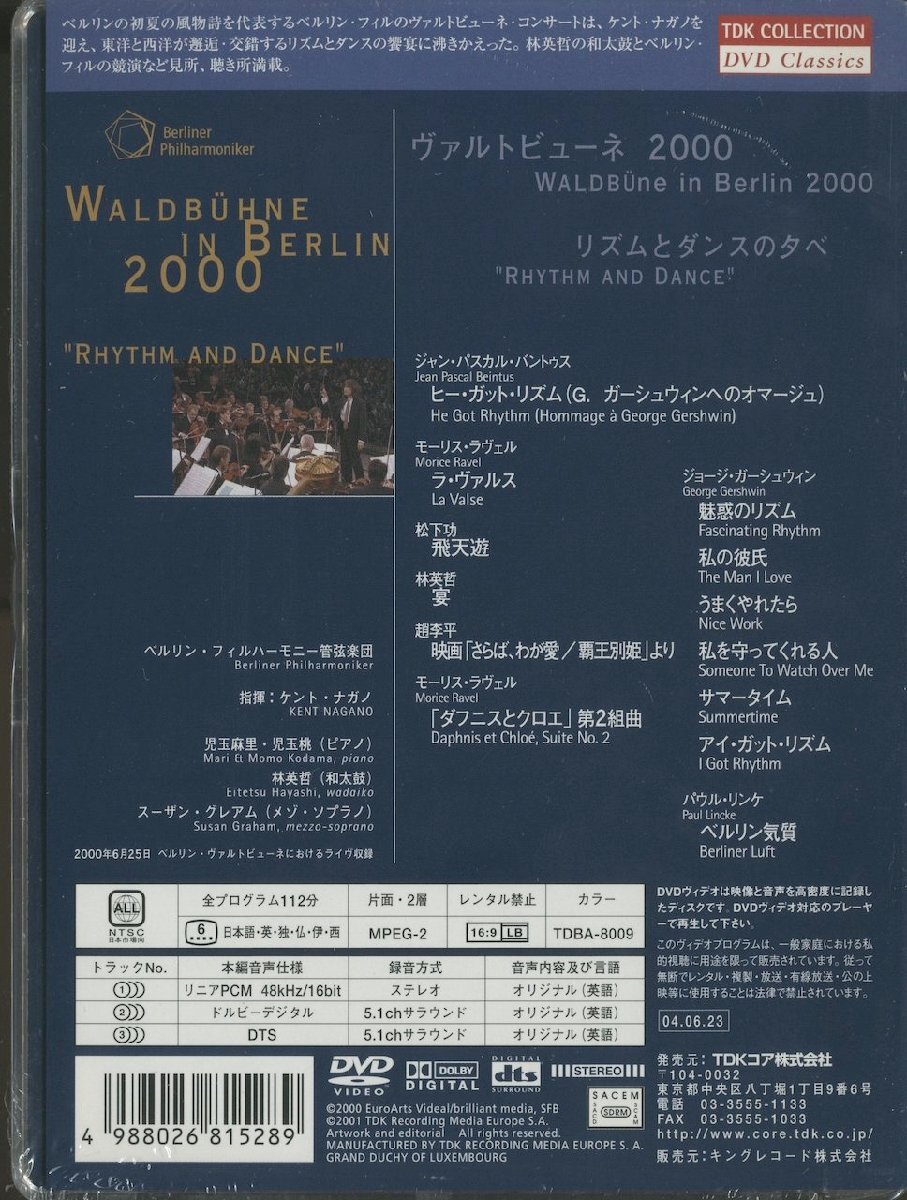 ベルリンの初夏の風物詩を代表するベルリン・フィルのヴァルトビューネ・コンサートは、ケント・ナガノを
迎え、東洋と西洋が邂逅・交錯するリズムとダンスの饗宴に沸きかえった。林英哲の和太鼓とベルリン・
フィルの競演など見所、聴き所満載。
TDK COLLECTION
DVD Classics
Berliner
Philharmoniker
WALDBÜHNE
IN BERLIN
2000
"RHYTHM AND DANCE"
ヴァルトビューネ 2000
WALDBÜne in Berlin 2000
リズムとダンスの夕べ
"RHYTHM AND DANCE"
ベルリン・フィルハーモニー管弦楽団
Berliner Philharmoniker
指揮：ケント・ナガノ
KENT NAGANO
児玉麻里・児玉桃（ピアノ）
Mari Et Momo Kodama, piano
林英哲（和太鼓）
Eitetsu Hayashi, wadaiko
スーザン・グレアム（メゾ・ソプラノ）
Susan Graham, mezzo-soprano
2000年6月25日 ベルリン・ヴァルトビューネにおけるライヴ収録
ジャン・パスカル・バントゥス
Jean Pascal Beintus
ヒー・ガット・リズム（G. ガーシュウィンへのオマージュ）
He Got Rhythm (Hommage à George Gershwin)
モーリス・ラヴェル
Morice Ravel
ラ・ヴァルス
La Valse
松下功
飛天遊
林英哲
宴
趙李平
映画「さらば、わが愛／覇王別姫」より
モーリス・ラヴェル
Morice Ravel
「ダフニスとクロエ」第2組曲
Daphnis et Chloé, Suite No. 2
ジョージ・ガーシュウィン
George Gershwin
魅惑のリズム
Fascinating Rhythm
私の彼氏
The Man I Love
うまくやれたら
Nice Work
私を守ってくれる人
Someone To Watch Over Me
サマータイム
Summertime
アイ・ガット・リズム
I Got Rhythm
パウル・リンケ
Paul Lincke
ベルリン気質
Berliner Luft
ALL
NTSC
日本市場向
全プログラム112分
片面・2層
レンタル禁止
カラー
6
日本語・英・独・仏・伊・西
MPEG-2
16:9 LB
TDBA-8009
トラックNo.
本編音声仕様
録音方式
音声内容及び言語
1
リニアPCM 48kHz/16bit
ステレオ
オリジナル（英語）
2
ドルビーデジタル
5.1chサラウンド
オリジナル（英語）
3
DTS
5.1chサラウンド
オリジナル（英語）
DVDビデオは映像と音声を高密度に記録し
たディスクです。DVDビデオ対応のプレーヤ
ーで再生して下さい。
このヴィデオプログラムは、一般家庭における私
的視聴に用途を限って販売されています。従って
無断でレンタル・複製・放送・有線放送・公の上
映等に使用することは法律で禁止されています。
04.06.23
4 988026 815289
DVD
VIDEO
DOLBY
DIGITAL
DIGITAL
dts
SURROUND
STEREO
©2000 EuroArts Videal/brilliant media, SFB
©2001 TDK Recording Media Europe S.A.
Artwork and editorial All rights reserved.
MANUFACTURED BY TDK RECORDING MEDIA EUROPE S. A.
GRAND DUCHY OF LUXEMBOURG
SACEM
SDRM
発売元：TDKコア株式会社
〒104-0032
東京都中央区八丁堀1丁目9番6号
電話 03-3555-1133
FAX 03-3555-1033
http://www.core.tdk.co.jp/
販売元：キングレコード株式会社